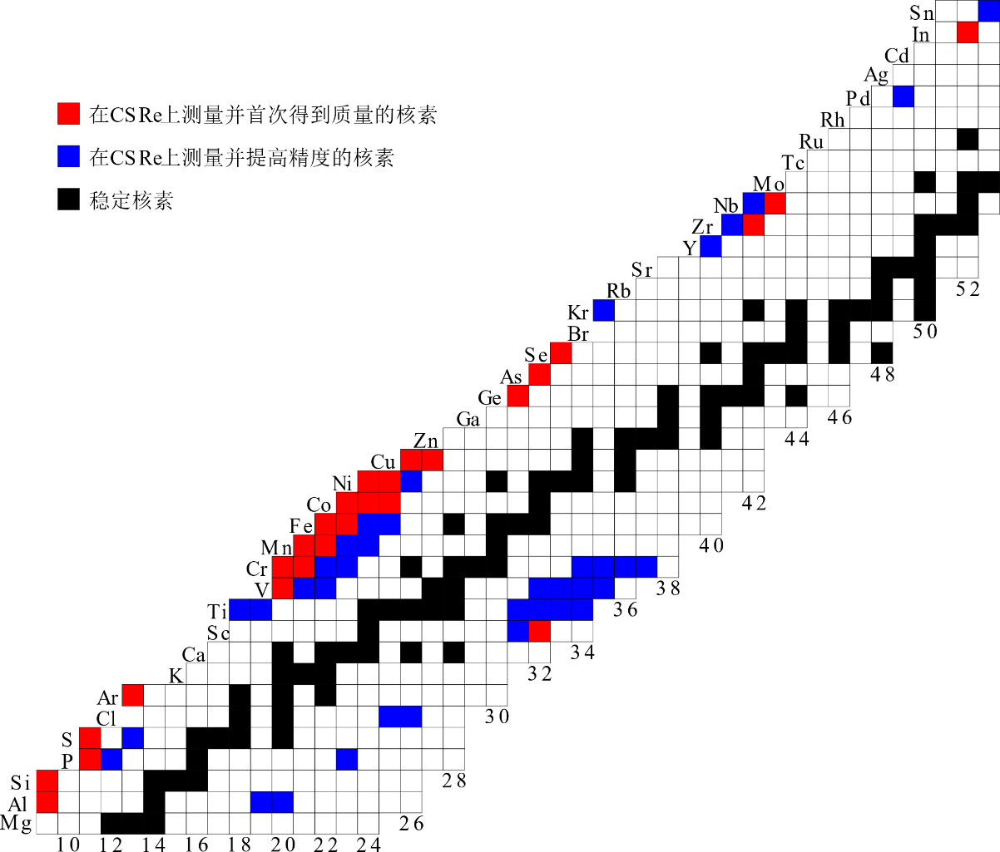 Sn
In
Cd
Ag
Pd
在CSRe上测量并首次得到质量的核素
Rh
Ru
在CSRe上测量并提高精度的核素
Tc
Mo
稳定核素
Nb
Zr
Y
Sr
52
Rb
Kr
50
Br
Se
48
As
Ge
46
Ga
44
Zn
Cu
Ni
42
Co
Fe
40
Mn
Cr
38
V
36
Ti
Sc
34
Ca
32
K
Ar
Cl
30
S
P
28
Si
Al
Mg
26
10 12 14 16 18 20 22 24